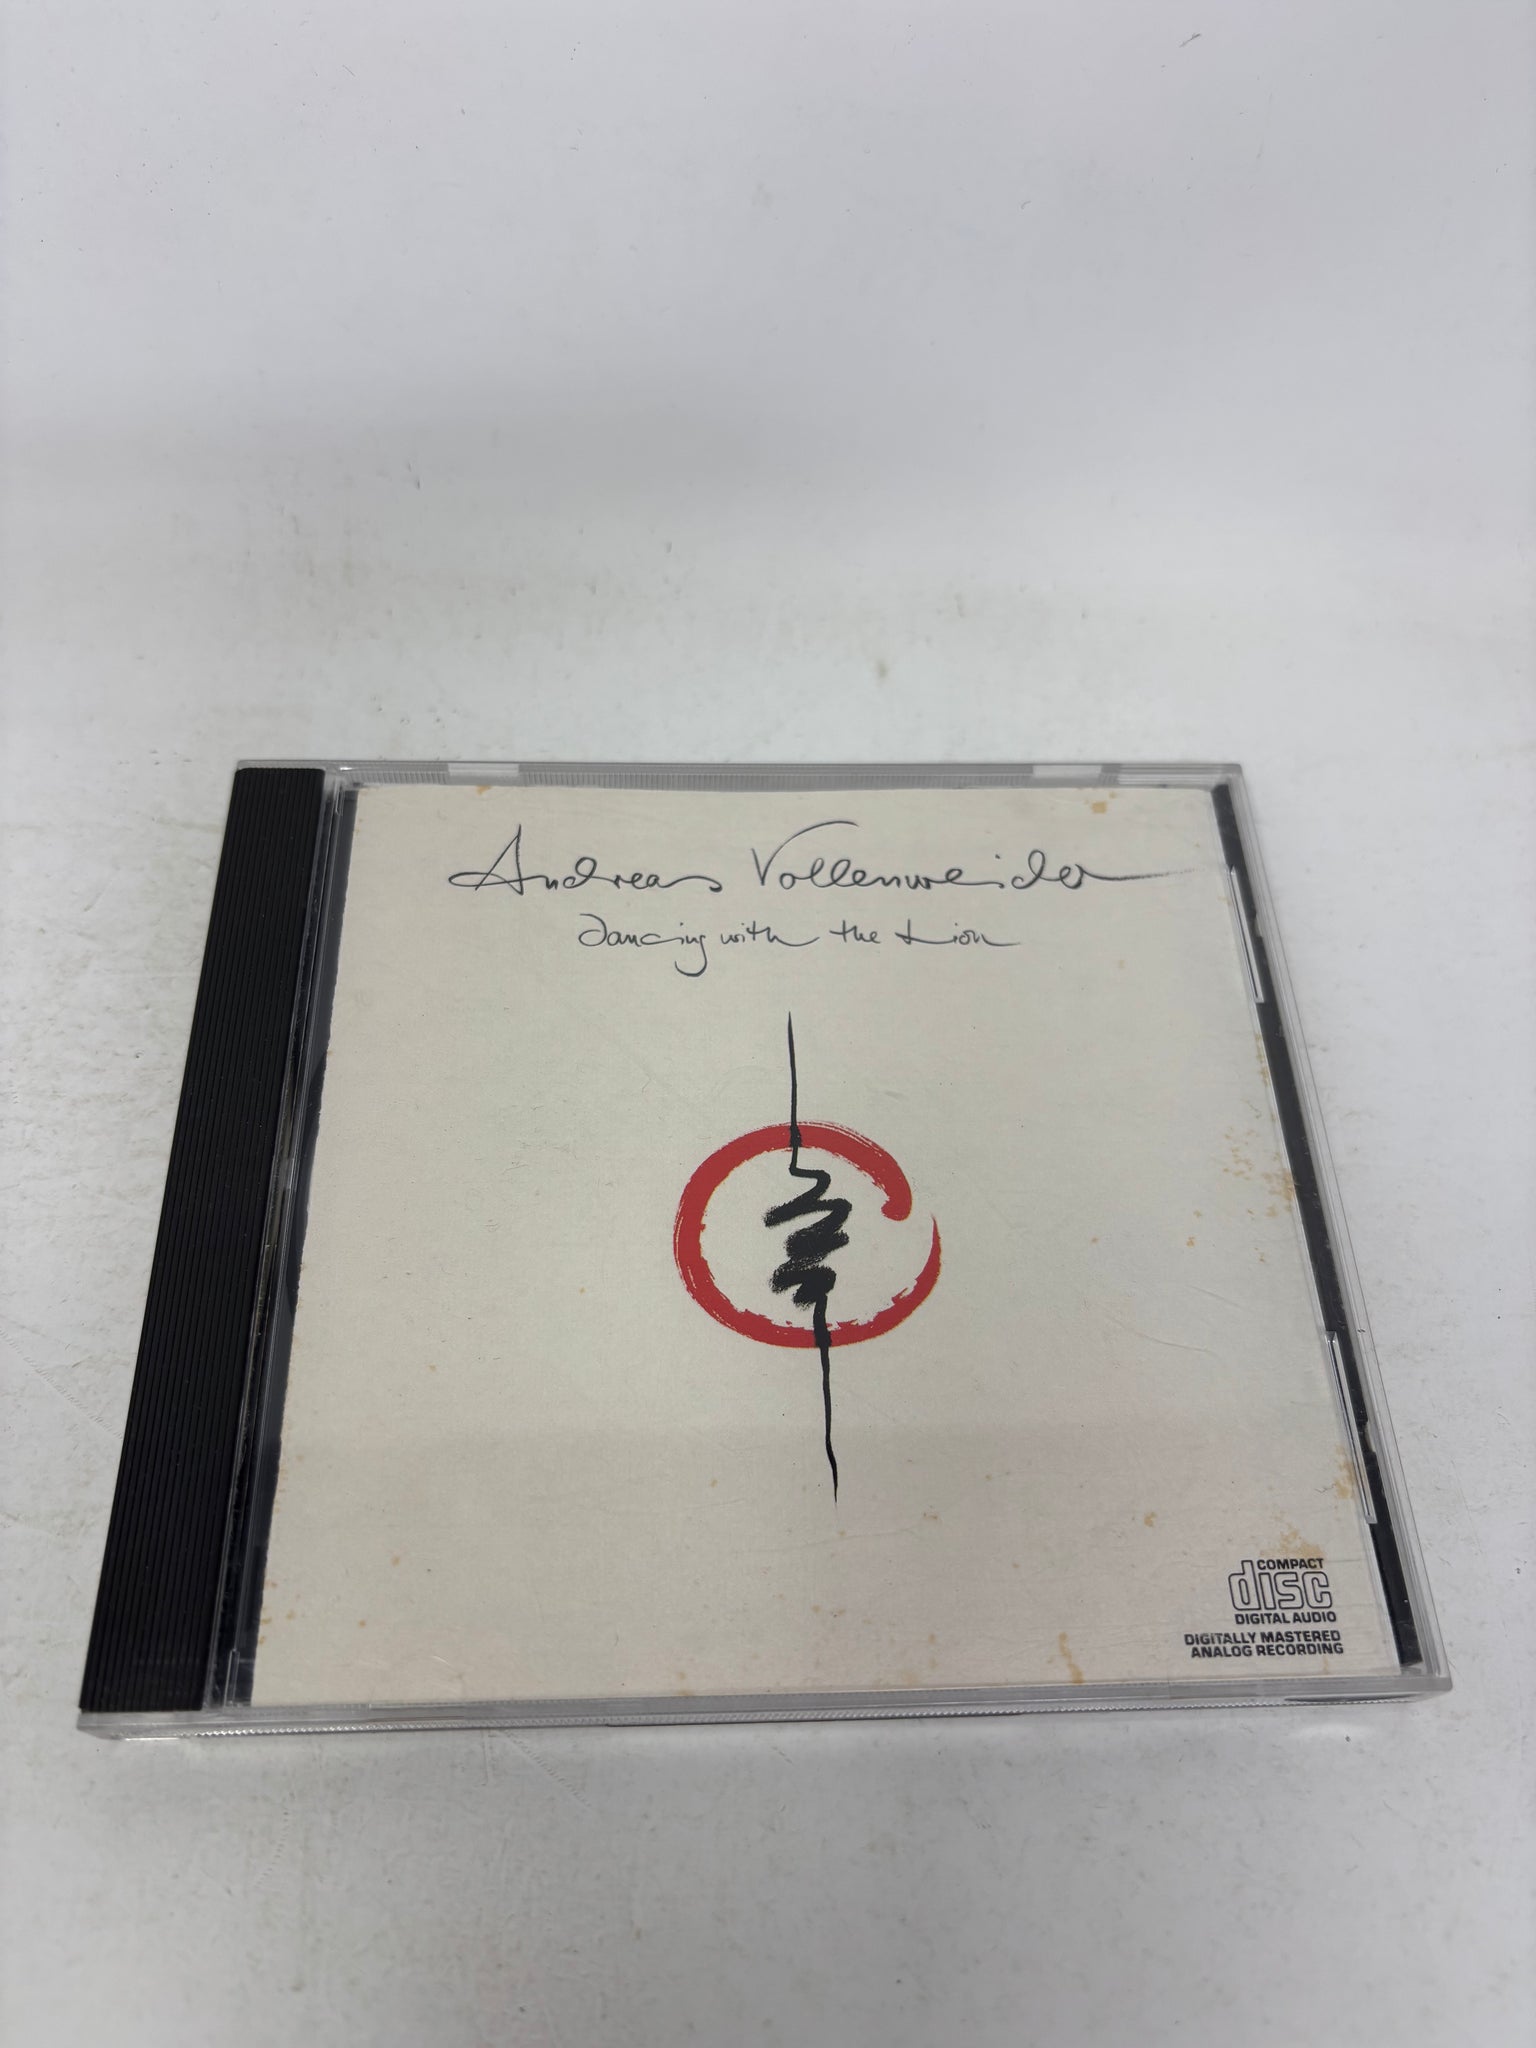 Andreas Vollenweider
dancing with the Lion
COMPACT
disc
DIGITAL AUDIO
DIGITALLY MASTERED
ANALOG RECORDING